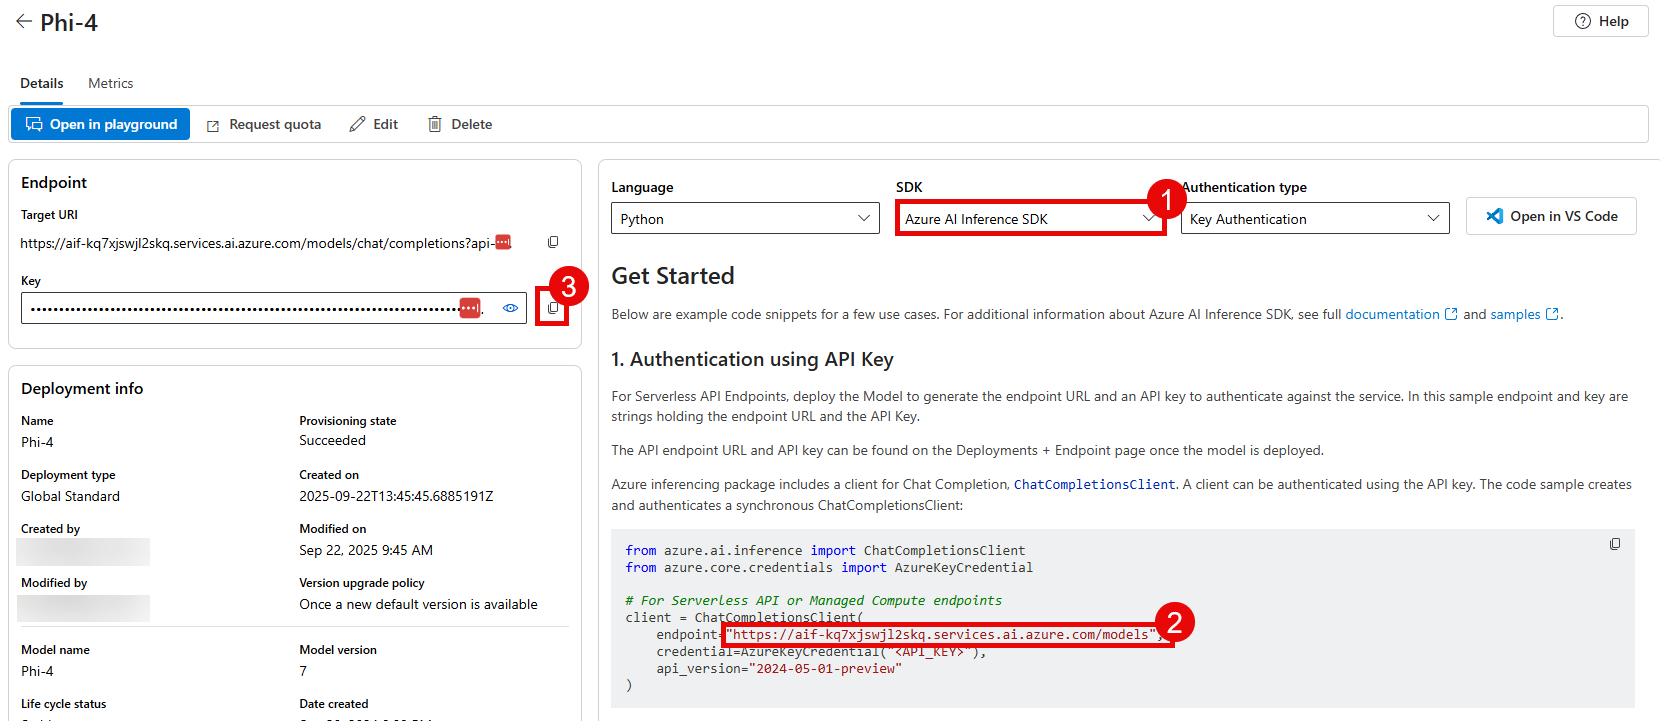 Phi-4
Help
Details
Metrics
Open in playground
Request quota
Edit
Delete
Endpoint
Target URI
https://aif-kq7xjswjl2skq.services.ai.azure.com/models/chat/completions?api-
Key
3
Deployment info
Name
Phi-4
Provisioning state
Succeeded
Deployment type
Global Standard
Created on
2025-09-22T13:45:45.6885191Z
Created by
Modified on
Sep 22, 2025 9:45 AM
Modified by
Version upgrade policy
Once a new default version is available
Model name
Phi-4
Model version
7
Life cycle status
Date created
Language
Python
SDK
Azure AI Inference SDK
1
Authentication type
Key Authentication
Open in VS Code
Get Started
Below are example code snippets for a few use cases. For additional information about Azure AI Inference SDK, see full documentation and samples.
1. Authentication using API Key
For Serverless API Endpoints, deploy the Model to generate the endpoint URL and an API key to authenticate against the service. In this sample endpoint and key are
strings holding the endpoint URL and the API Key.
The API endpoint URL and API key can be found on the Deployments + Endpoint page once the model is deployed.
Azure inferencing package includes a client for Chat Completion, ChatCompletionsClient. A client can be authenticated using the API key. The code sample creates
and authenticates a synchronous ChatCompletionsClient:
from azure.ai.inference import ChatCompletionsClient
from azure.core.credentials import AzureKeyCredential
# For Serverless API or Managed Compute endpoints
client = ChatCompletionsClient(
endpoint="https://aif-kq7xjswjl2skq.services.ai.azure.com/models",
2
credential=AzureKeyCredential("<API_KEY>"),
api_version="2024-05-01-preview"
)